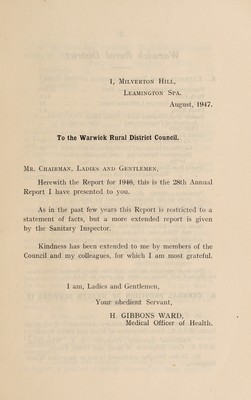 1, Milverton Hill,
Leamington Spa.
August, 1947.
To the Warwick Rural District Council.
Mr. Chairman, Ladies and Gentlemen,
Herewith the Report for 1946, this is the 28th Annual
Report I have presented to you.
As in the past few years this Report is restricted to a
statement of facts, but a more extended report is given
by the Sanitary Inspector.
Kindness has been extended to me by members of the
Council and my colleagues, for which I am most grateful.
I am, Ladies and Gentlemen,
Your obedient Servant,
H. GIBBONS WARD,
Medical Officer of Health.